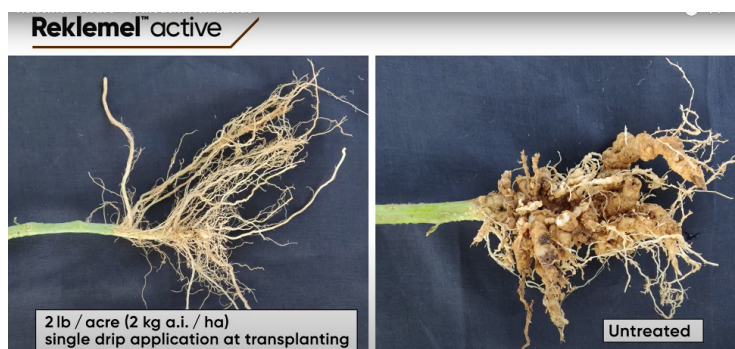 Reklemel™active
2 lb / acre (2 kg a.i. / ha)
single drip application at transplanting
Untreated